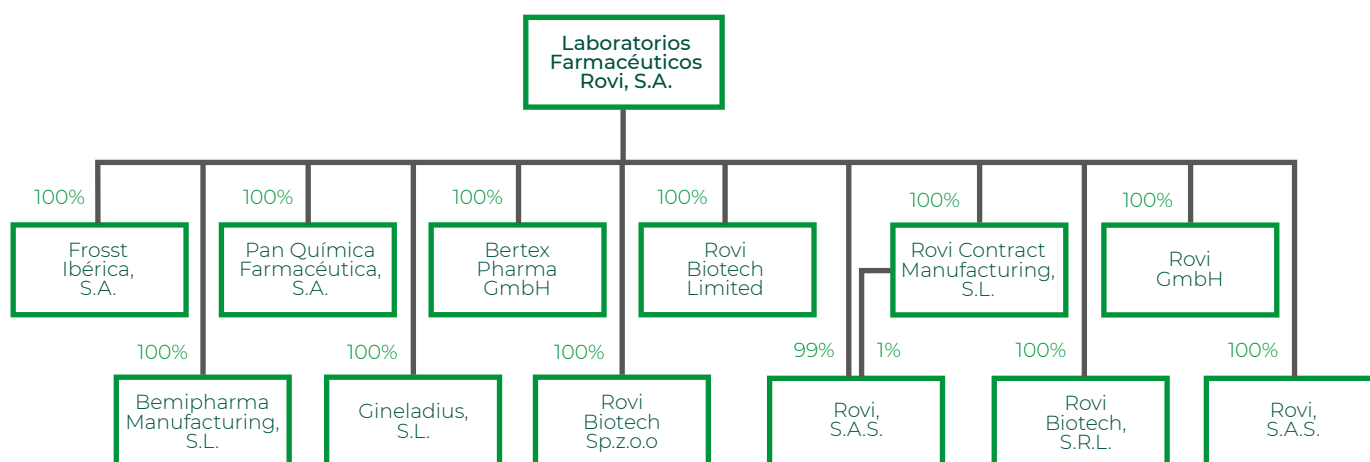 Laboratorios
Farmacéuticos
Rovi, S.A.
100%
100%
100%
100%
100%
100%
Frosst
Ibérica,
S.A.
Pan Química
Farmacéutica,
S.A.
Bertex
Pharma
GmbH
Rovi
Biotech
Limited
Rovi Contract
Manufacturing,
S.L.
Rovi
GmbH
100%
100%
100%
99%
1%
100%
100%
Bemipharma
Manufacturing,
S.L.
Gineladius,
S.L.
Rovi
Biotech
Sp.z.o.o
Rovi,
S.A.S.
Rovi
Biotech,
S.R.L.
Rovi,
S.A.S.